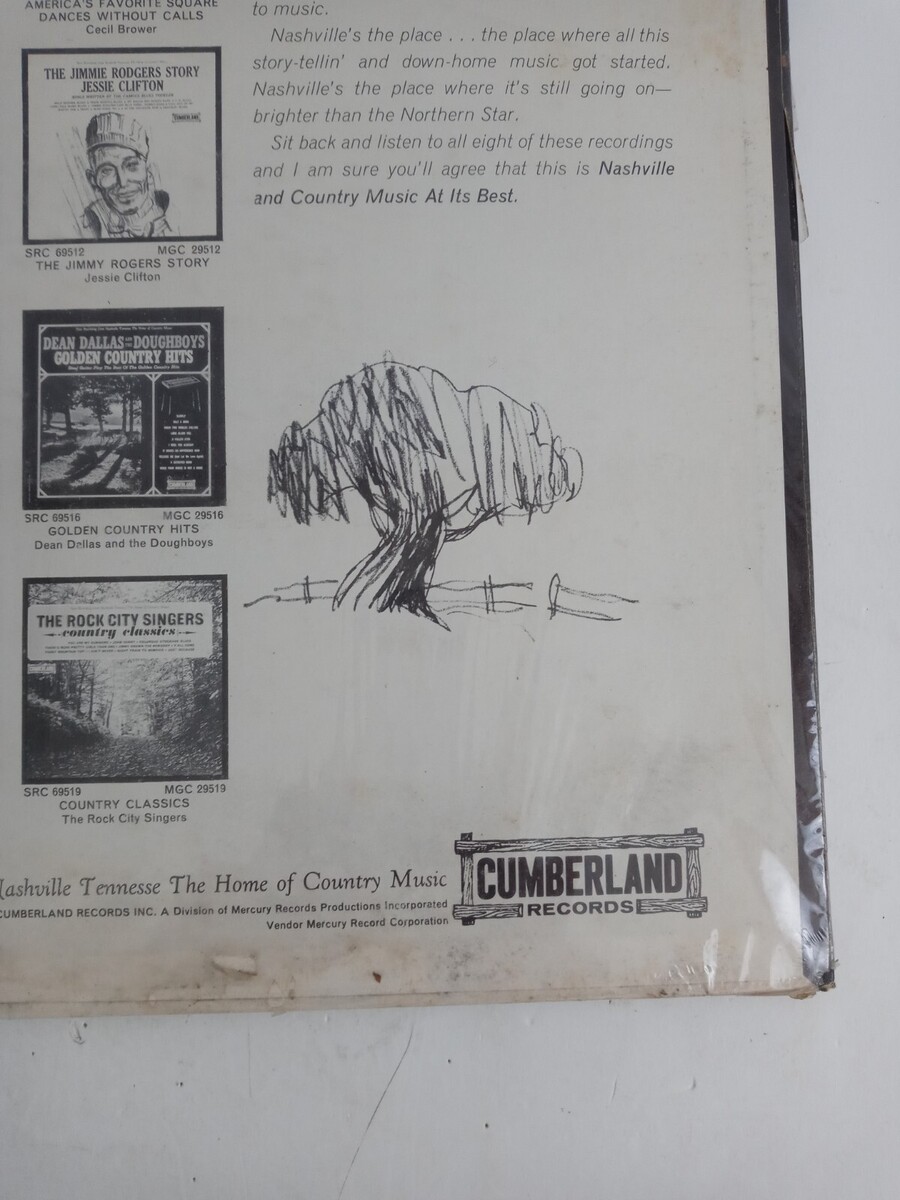 AMERICA'S FAVORITE SQUARE
DANCES WITHOUT CALLS
Cecil Brower
THE JIMMIE RODGERS STORY
JESSIE CLIFTON
CUMBERLAND
SRC 69512 MGC 29512
THE JIMMY ROGERS STORY
Jessie Clifton
DEAN DALLAS AND THE DOUGHBOYS
GOLDEN COUNTRY HITS
CUMBERLAND
SRC 69516 MGC 29516
GOLDEN COUNTRY HITS
Dean Dallas and the Doughboys
THE ROCK CITY SINGERS
country classics
CUMBERLAND
SRC 69519 MGC 29519
COUNTRY CLASSICS
The Rock City Singers
to music.
Nashville's the place . . . the place where all this
story-tellin' and down-home music got started.
Nashville's the place where it's still going on—
brighter than the Northern Star.
Sit back and listen to all eight of these recordings
and I am sure you'll agree that this is Nashville
and Country Music At Its Best.
ashville Tennesse The Home of Country Music
CUMBERLAND RECORDS INC. A Division of Mercury Records Productions Incorporated
Vendor Mercury Record Corporation
CUMBERLAND
RECORDS